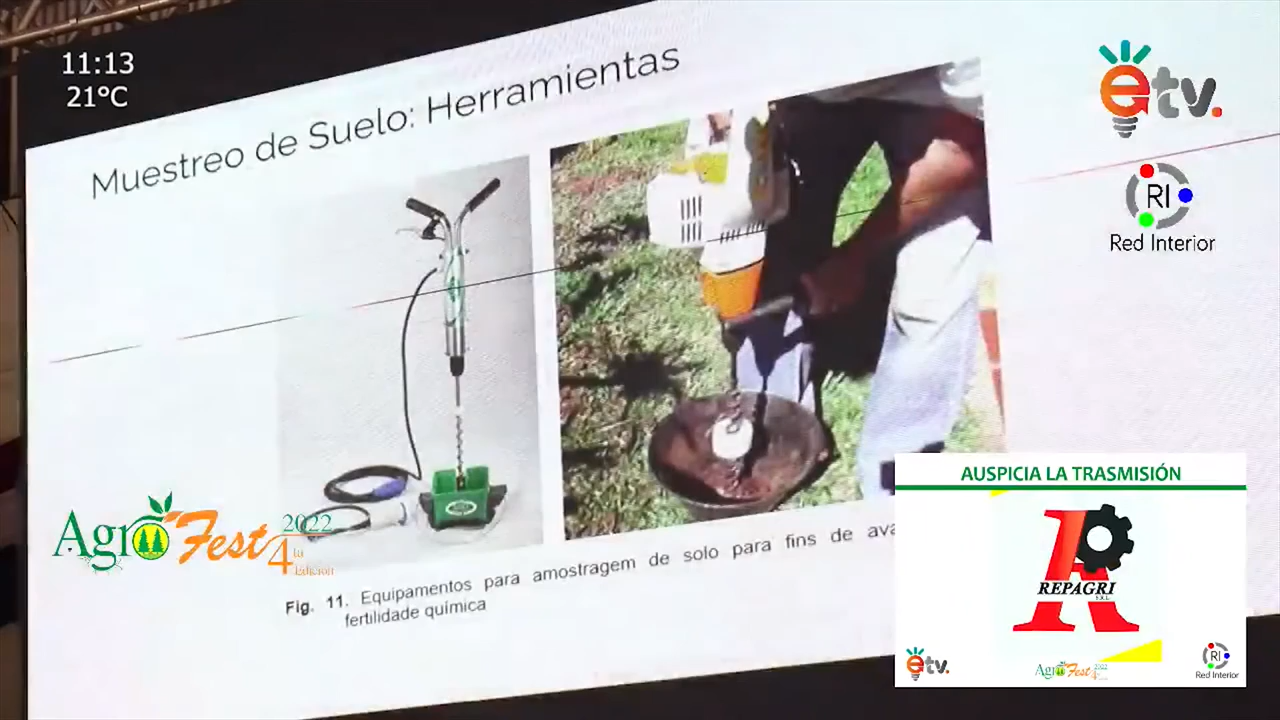 11:13
21°C
Muestreo de Suelo: Herramientas
etv.
RI
Red Interior
AgroFest
2022
4ta
Edición
Fig. 11. Equipamentos para amostragem de solo para fins de ava
fertilidade química
AUSPICIA LA TRASMISIÓN
REPAGRI
S.R.L
etv.
AgroFest
2022
RI
Red Interior